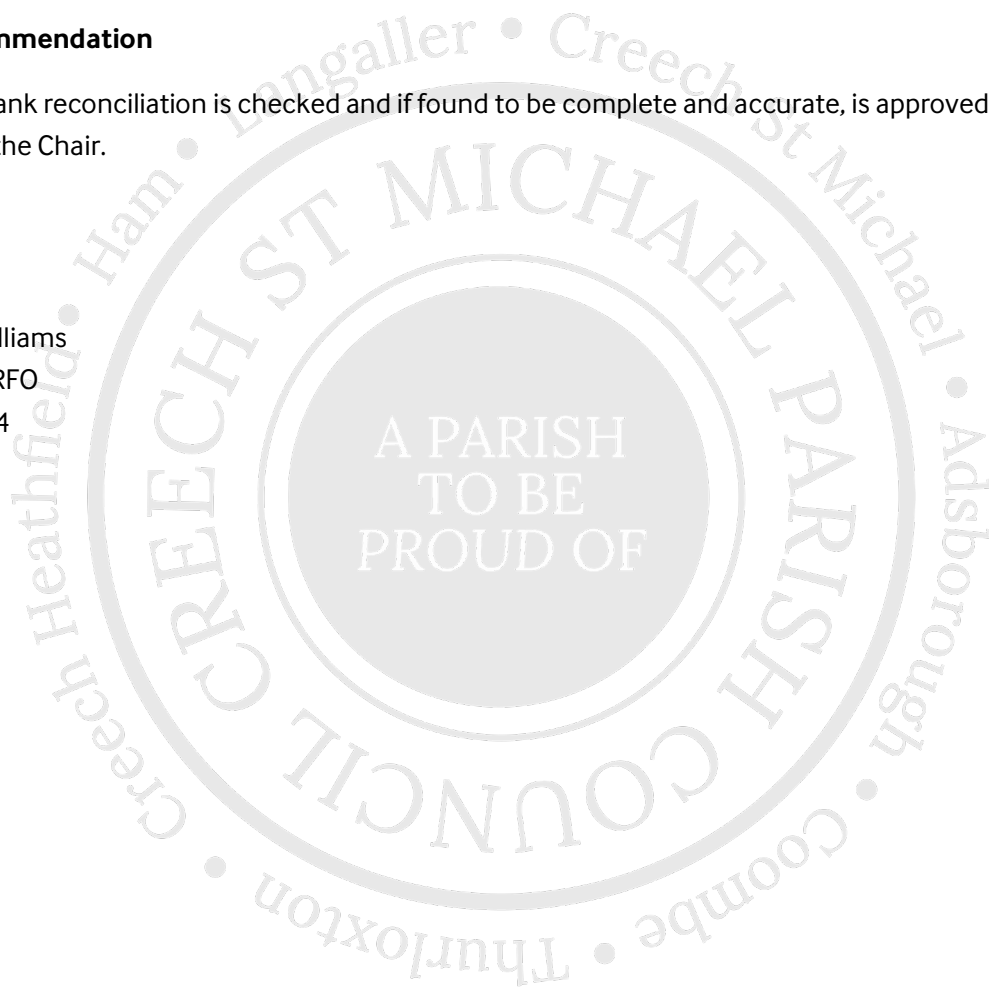 mmendation
ank reconciliation is checked and if found to be complete and accurate, is approved
the Chair.
lliams
RFO
4
CREECH ST MICHAEL PARISH COUNCIL
A PARISH
TO BE
PROUD OF
Creech Heathfield • Ham • Langaller • Creech St Michael • Adsborough • Coombe • Thurloxton •